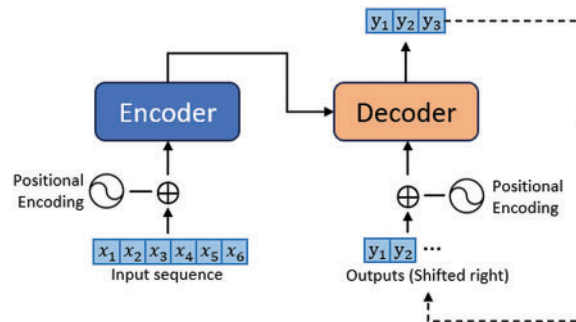 y₁ y₂ y₃
Encoder
Decoder
Positional
Encoding
Positional
Encoding
x₁ x₂ x₃ x₄ x₅ x₆
Input sequence
y₁ y₂ ...
Outputs (Shifted right)